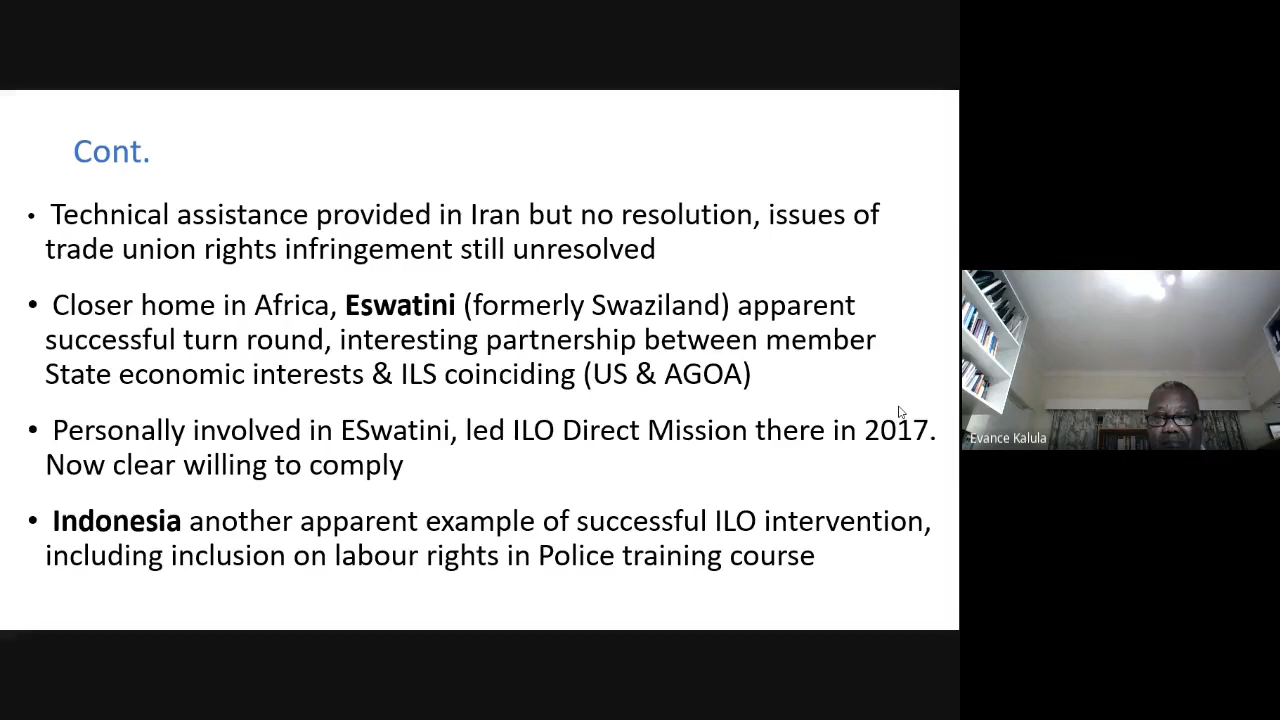 Cont.
• Technical assistance provided in Iran but no resolution, issues of
trade union rights infringement still unresolved
• Closer home in Africa, Eswatini (formerly Swaziland) apparent
successful turn round, interesting partnership between member
State economic interests & ILS coinciding (US & AGOA)
• Personally involved in ESwatini, led ILO Direct Mission there in 2017.
Now clear willing to comply
• Indonesia another apparent example of successful ILO intervention,
including inclusion on labour rights in Police training course
Evance Kalula